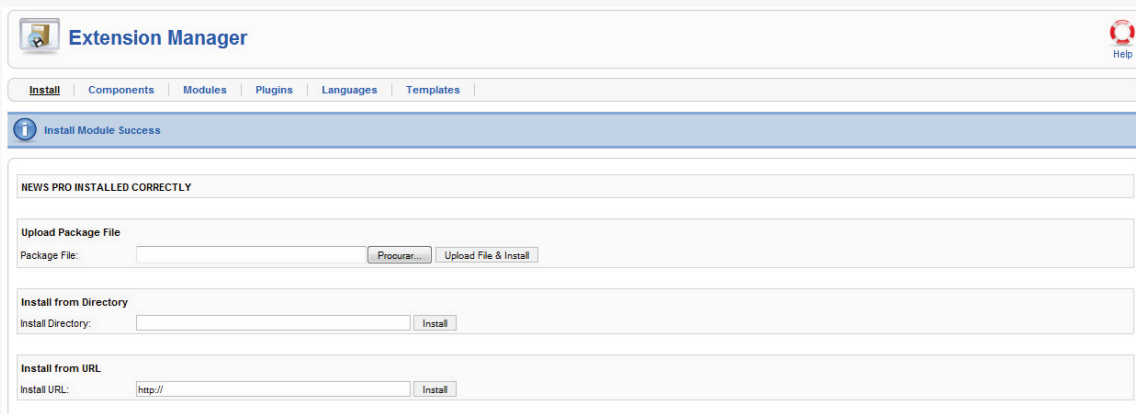 Extension Manager
Help
Install Components Modules Plugins Languages Templates
Install Module Success
NEWS PRO INSTALLED CORRECTLY
Upload Package File
Package File: Procurar... Upload File & Install
Install from Directory
Install Directory: Install
Install from URL
Install URL: http:// Install